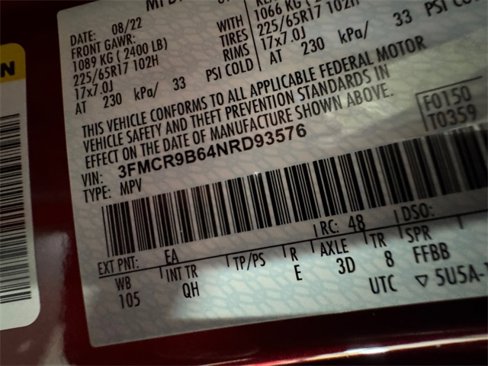 DATE: 08/22
FRONT GAWR: WITH
1089 KG ( 2400 LB) TIRES
225/65R17 102H RIMS
17x7.0J PSI COLD
AT 230 kPa/ 33
1066 KG (
225/65R17 102H
17x7.0J
AT 230 kPa/ 33 PSI COLD
THIS VEHICLE CONFORMS TO ALL APPLICABLE FEDERAL MOTOR
VEHICLE SAFETY AND THEFT PREVENTION STANDARDS IN
EFFECT ON THE DATE OF MANUFACTURE SHOWN ABOVE.
VIN: 3FMCR9B64NRD93576
TYPE: MPV
F0150
T0359
EXT PNT: EA RC: 48 DSO:
WB INT TR TP/PS R AXLE TR SPR
105 QH E 3D 8 FFBB
UTC ▽ 5U5A-